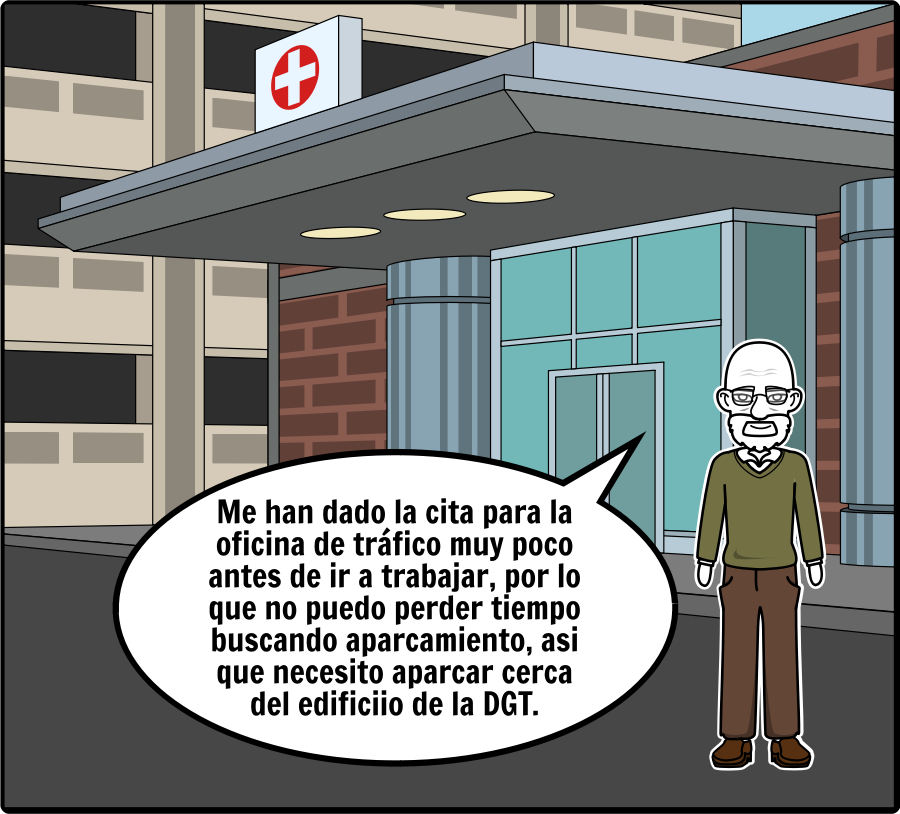 Me han dado la cita para la
oficina de tráfico muy poco
antes de ir a trabajar, por lo
que no puedo perder tiempo
buscando aparcamiento, asi
que necesito aparcar cerca
del edificiio de la DGT.